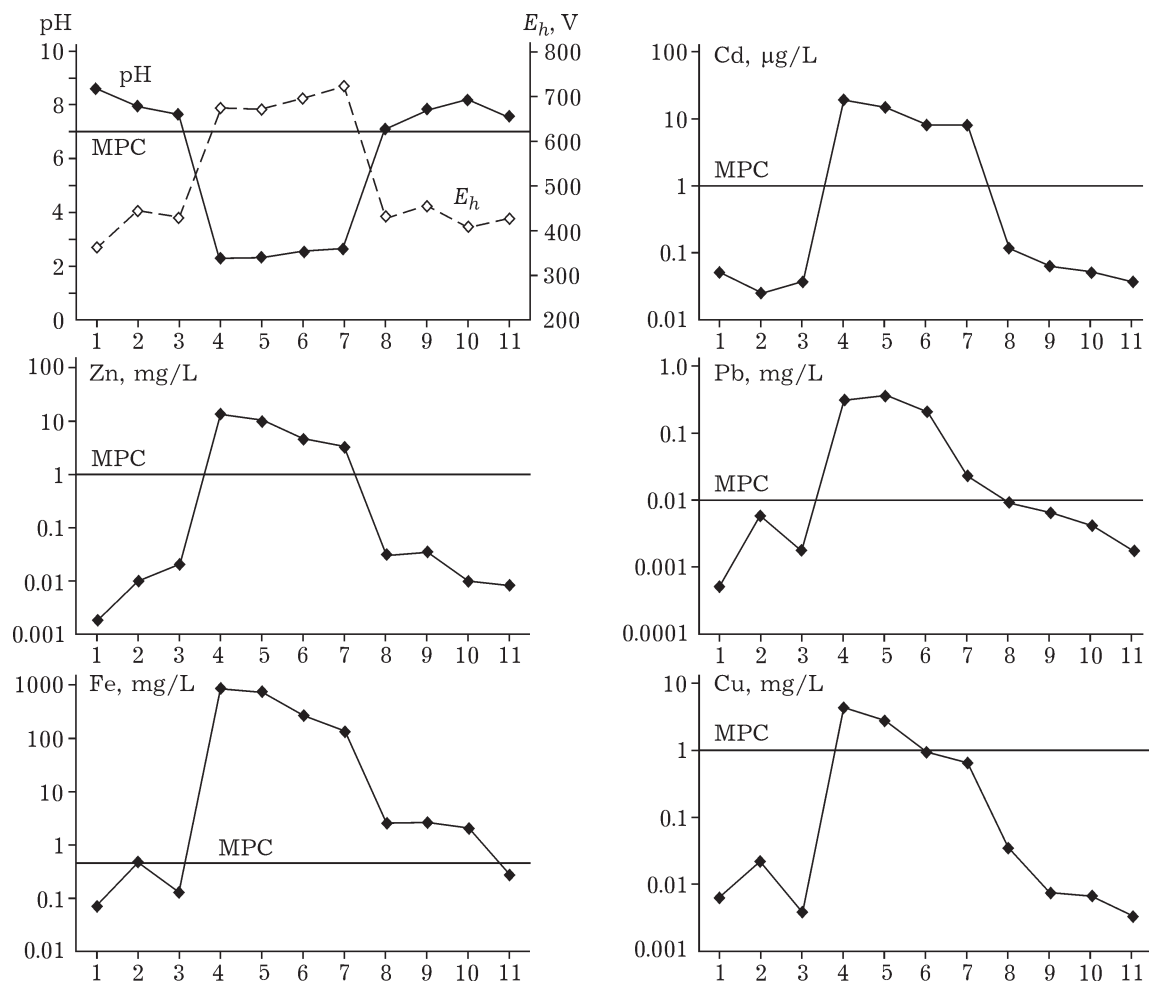 pH
E_h, V
10
8
6
4
2
0
800
700
600
500
400
300
200
pH
MPC
E_h
1 2 3 4 5 6 7 8 9 10 11
Cd, μg/L
100
10
1
0.1
0.01
MPC
1 2 3 4 5 6 7 8 9 10 11
Zn, mg/L
100
10
1
0.1
0.01
0.001
MPC
1 2 3 4 5 6 7 8 9 10 11
Pb, mg/L
1.0
0.1
0.01
0.001
0.0001
MPC
1 2 3 4 5 6 7 8 9 10 11
Fe, mg/L
1000
100
10
1
0.1
0.01
MPC
1 2 3 4 5 6 7 8 9 10 11
Cu, mg/L
10
1
0.1
0.01
0.001
MPC
1 2 3 4 5 6 7 8 9 10 11